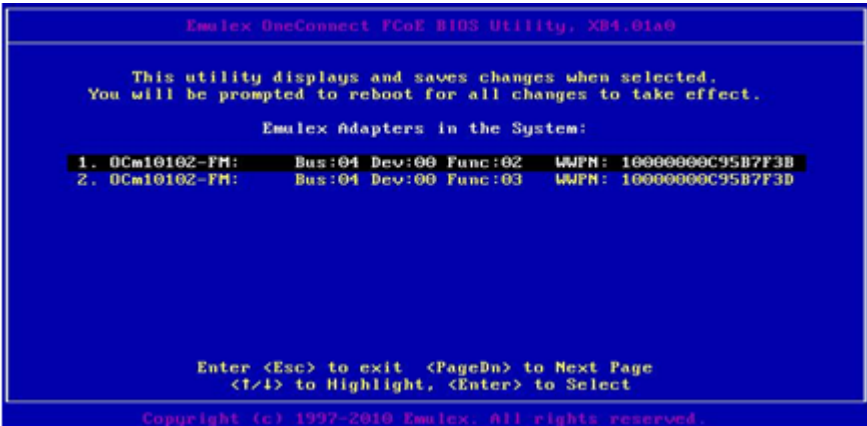 Emulex OneConnect FCoE BIOS Utility, XB4.01a0
This utility displays and saves changes when selected.
You will be prompted to reboot for all changes to take effect.
Emulex Adapters in the System:
1. OCm10102-FM: Bus:04 Dev:00 Func:02 WWPN: 10000000C95B7F3B
2. OCm10102-FM: Bus:04 Dev:00 Func:03 WWPN: 10000000C95B7F3D
Enter <Esc> to exit <PageDn> to Next Page
<↑/↓> to Highlight, <Enter> to Select
Copyright (c) 1997-2010 Emulex. All rights reserved.